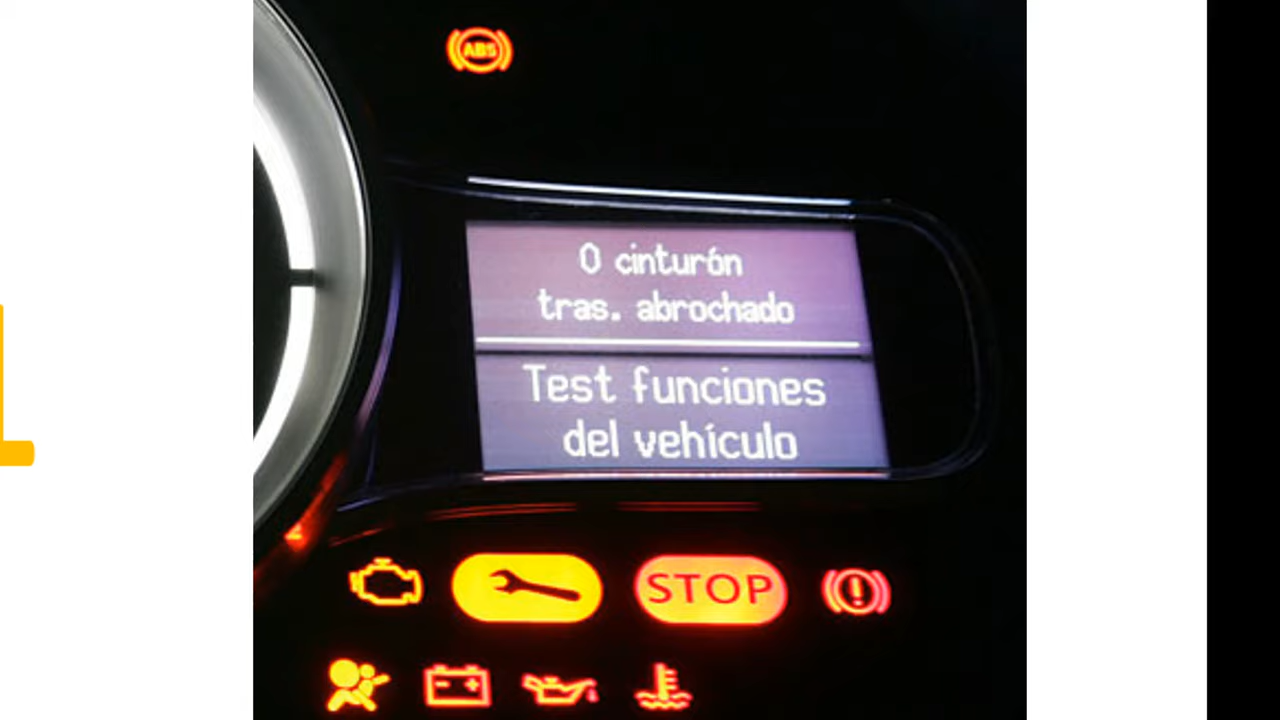 ABS
0 cinturón
tras. abrochado
Test funciones
del vehículo
STOP